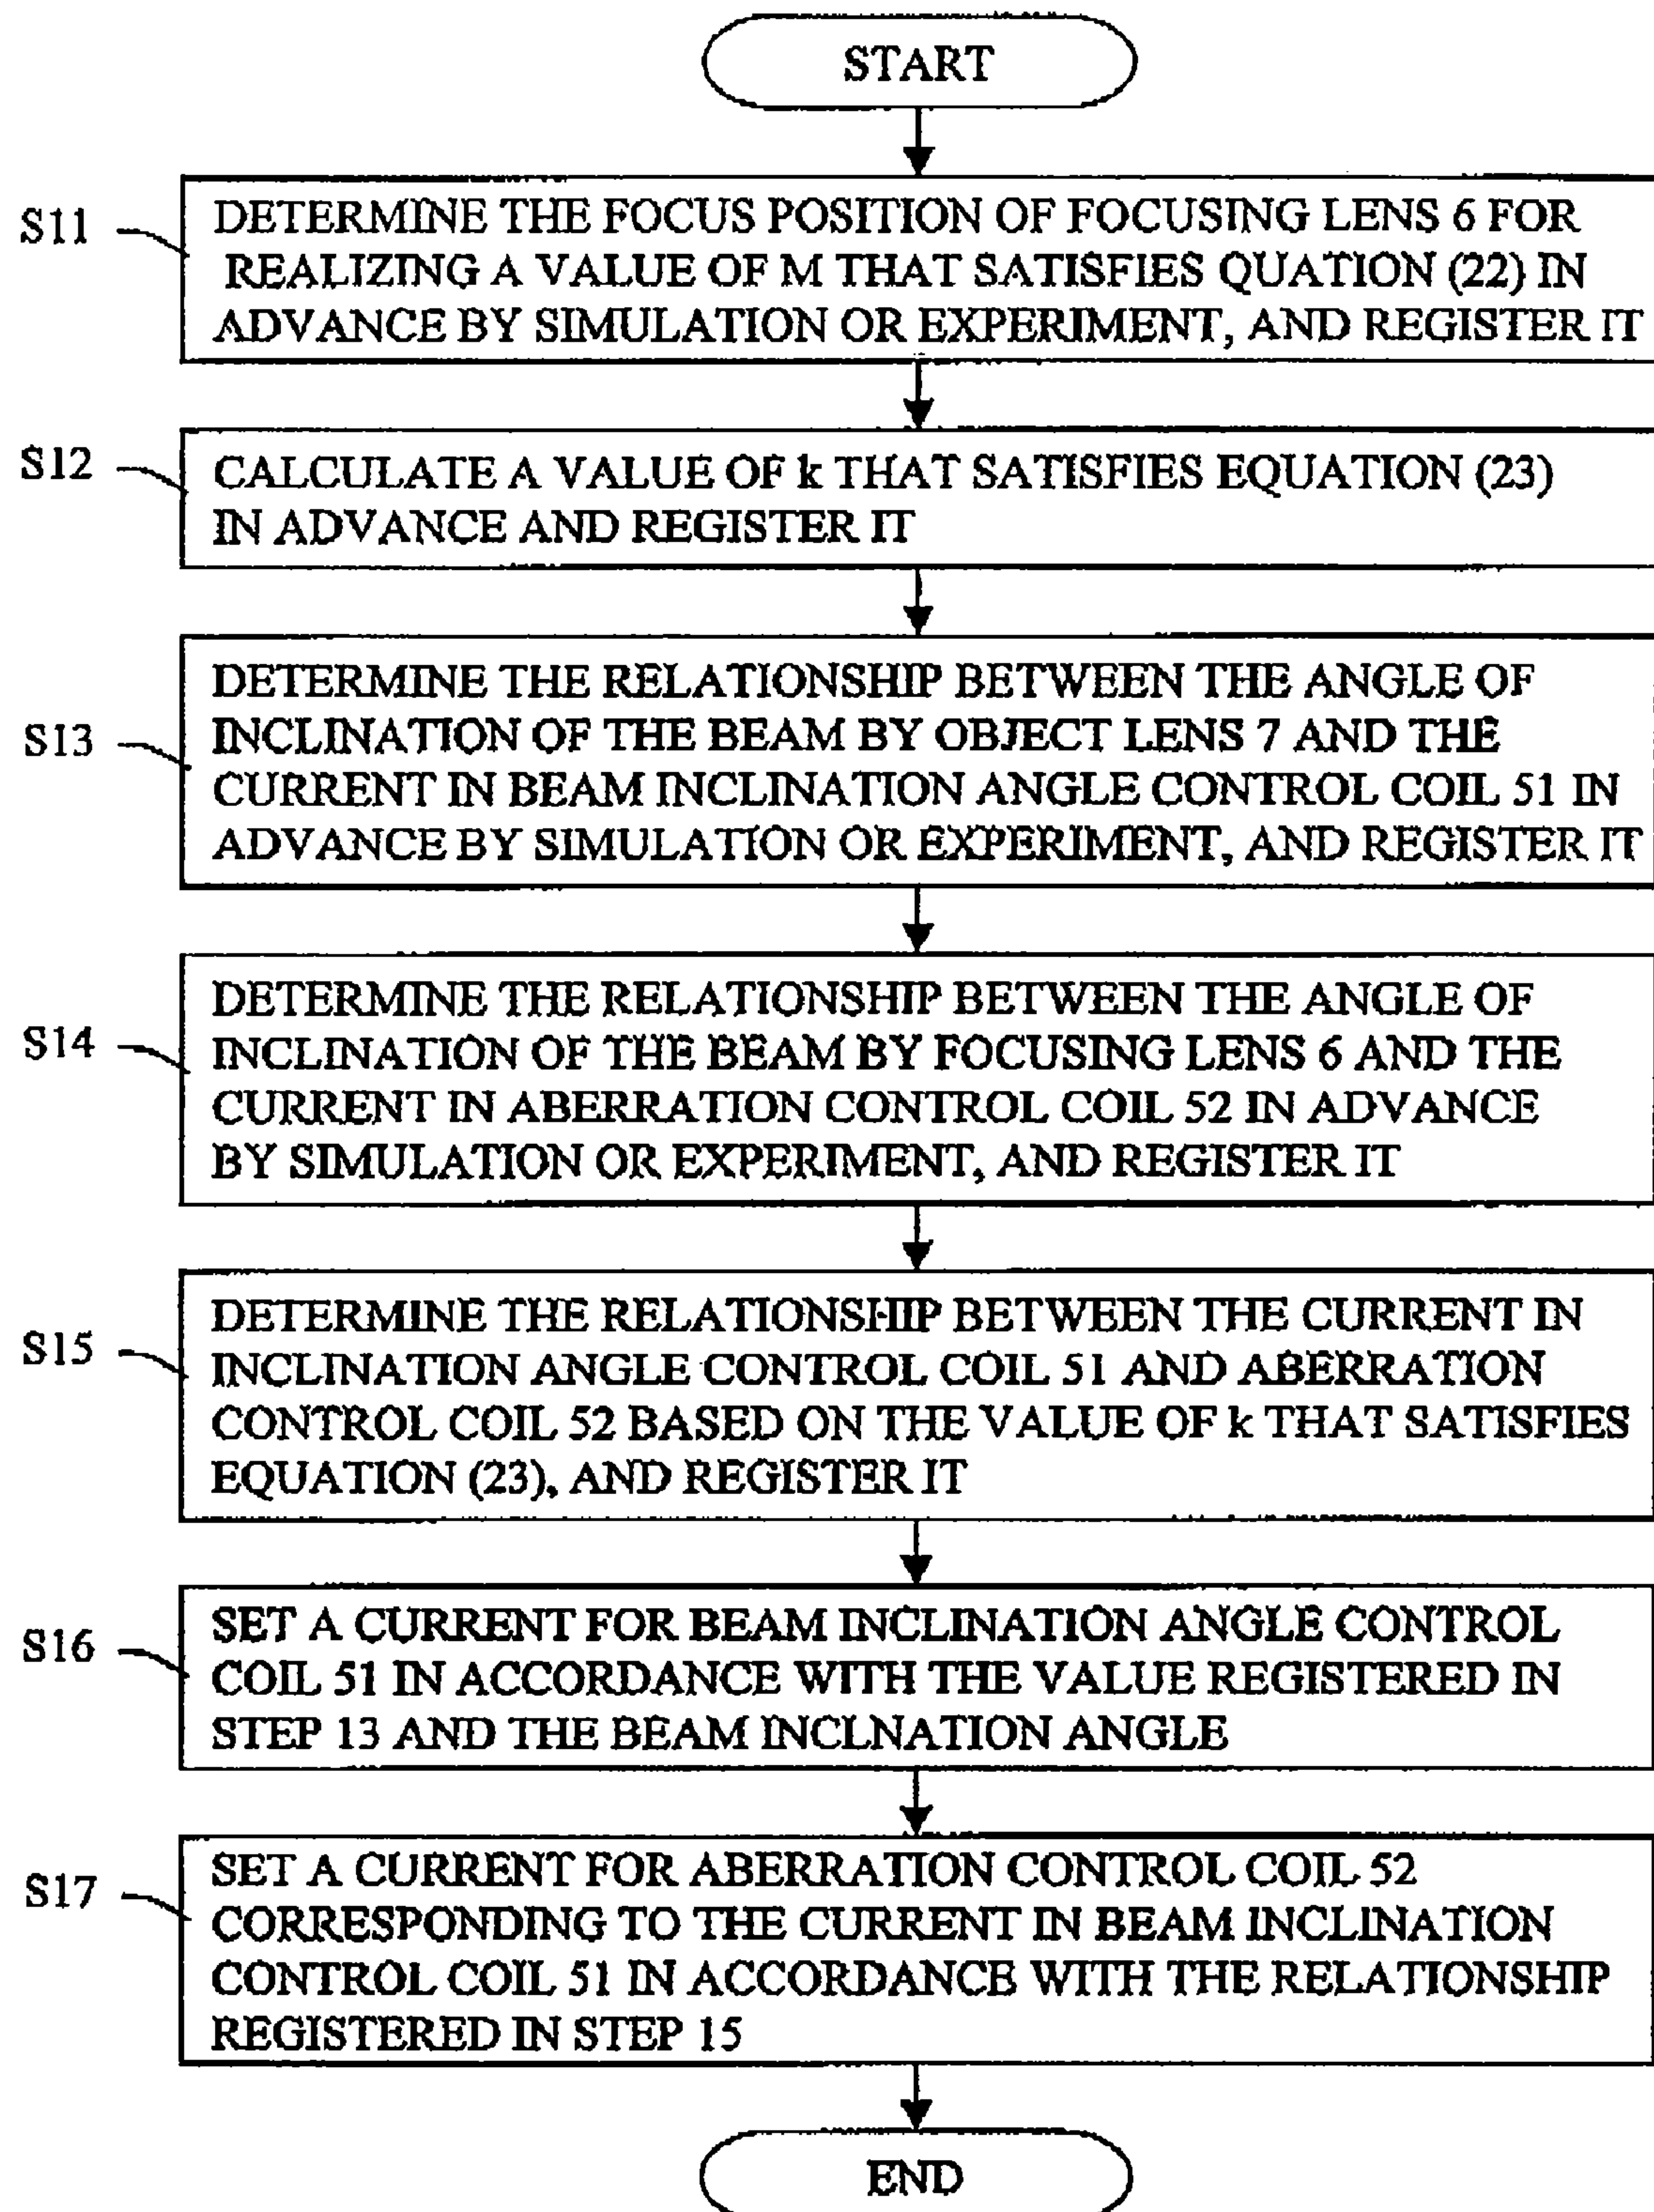 START
S11
DETERMINE THE FOCUS POSITION OF FOCUSING LENS 6 FOR
REALIZING A VALUE OF M THAT SATISFIES QUATION (22) IN
ADVANCE BY SIMULATION OR EXPERIMENT, AND REGISTER IT
S12
CALCULATE A VALUE OF k THAT SATISFIES EQUATION (23)
IN ADVANCE AND REGISTER IT
S13
DETERMINE THE RELATIONSHIP BETWEEN THE ANGLE OF
INCLINATION OF THE BEAM BY OBJECT LENS 7 AND THE
CURRENT IN BEAM INCLINATION ANGLE CONTROL COIL 51 IN
ADVANCE BY SIMULATION OR EXPERIMENT, AND REGISTER IT
S14
DETERMINE THE RELATIONSHIP BETWEEN THE ANGLE OF
INCLINATION OF THE BEAM BY FOCUSING LENS 6 AND THE
CURRENT IN ABERRATION CONTROL COIL 52 IN ADVANCE
BY SIMULATION OR EXPERIMENT, AND REGISTER IT
S15
DETERMINE THE RELATIONSHIP BETWEEN THE CURRENT IN
INCLINATION ANGLE CONTROL COIL 51 AND ABERRATION
CONTROL COIL 52 BASED ON THE VALUE OF k THAT SATISFIES
EQUATION (23), AND REGISTER IT
S16
SET A CURRENT FOR BEAM INCLINATION ANGLE CONTROL
COIL 51 IN ACCORDANCE WITH THE VALUE REGISTERED IN
STEP 13 AND THE BEAM INCLNATION ANGLE
S17
SET A CURRENT FOR ABERRATION CONTROL COIL 52
CORRESPONDING TO THE CURRENT IN BEAM INCLINATION
CONTROL COIL 51 IN ACCORDANCE WITH THE RELATIONSHIP
REGISTERED IN STEP 15
END